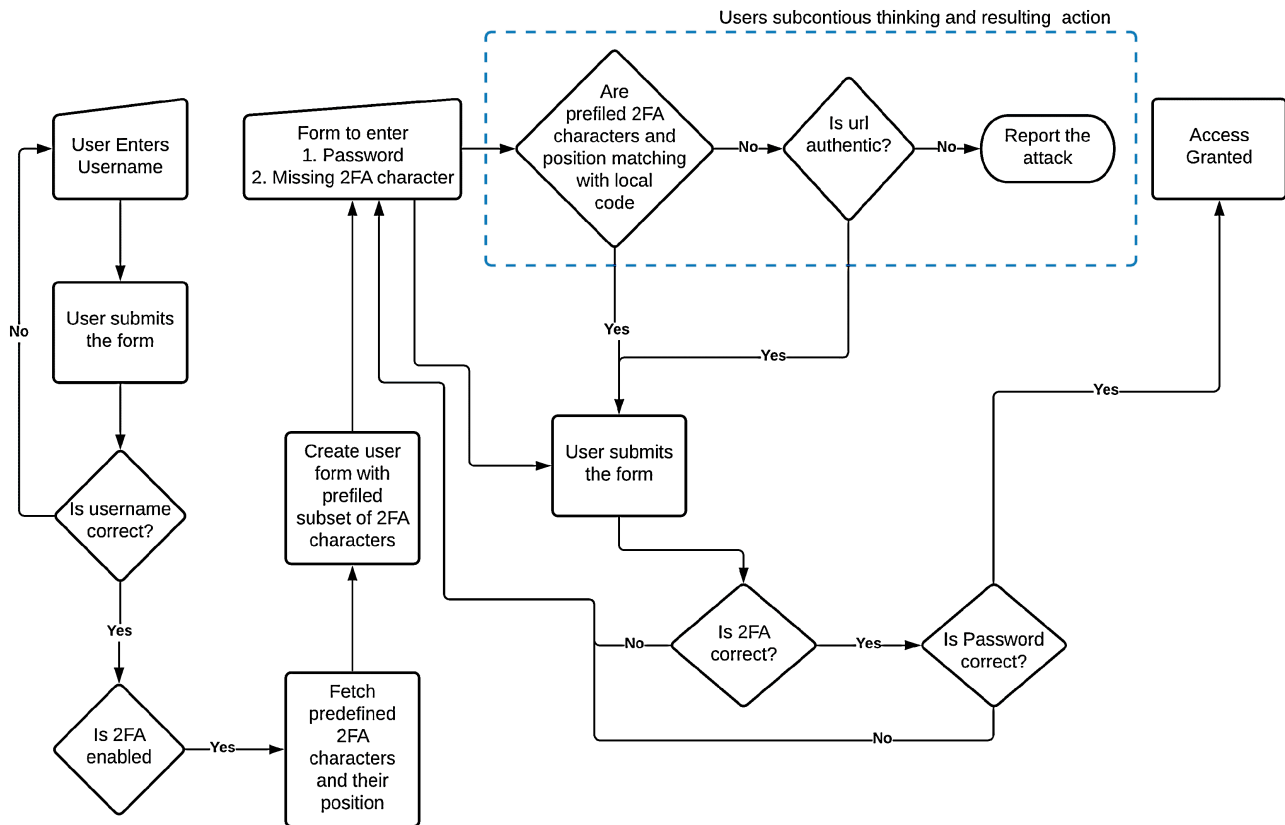 Users subcontious thinking and resulting action
User Enters
Username
Form to enter
1. Password
2. Missing 2FA character
Are
prefiled 2FA
characters and
position matching
with local
code
No
Is url
authentic?
No
Report the
attack
Access
Granted
User submits
the form
No
Yes
Yes
Yes
Create user
form with
prefiled
subset of 2FA
characters
User submits
the form
Is username
correct?
Yes
Is 2FA
correct?
No
Yes
Is Password
correct?
No
Is 2FA
enabled
Yes
Fetch
predefined
2FA
characters
and their
position